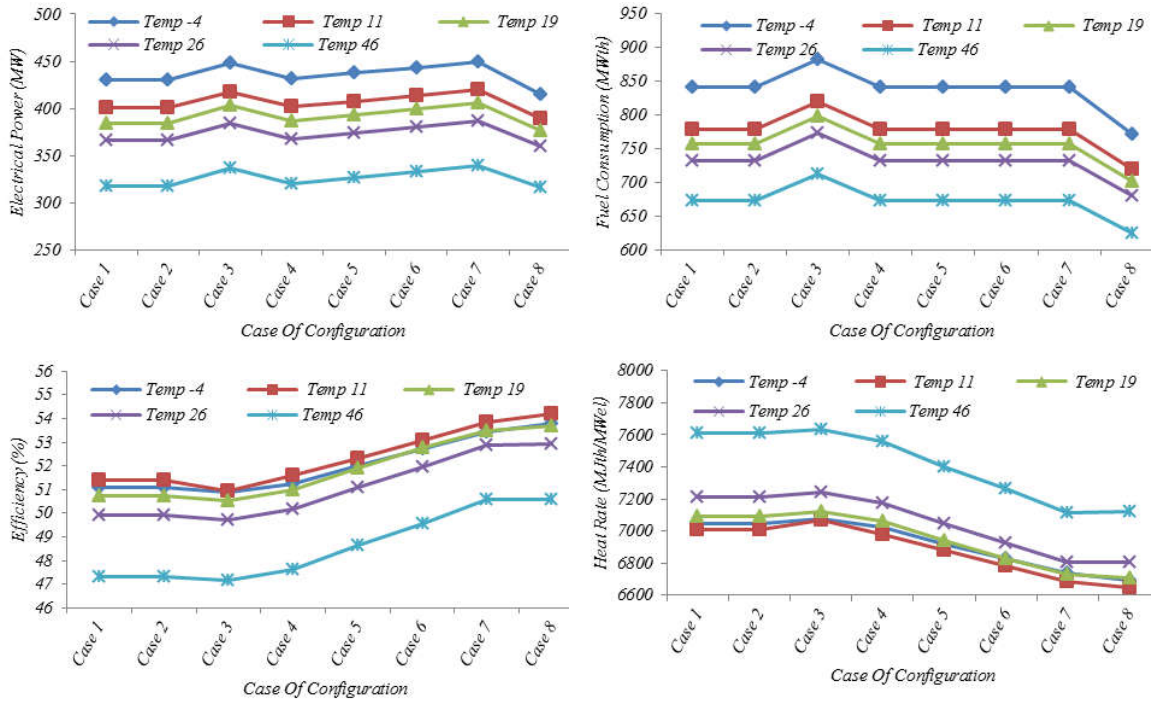 500
450
400
350
300
250
Electrical Power (MW)
Temp -4
Temp 11
Temp 19
Temp 26
Temp 46
Case 1
Case 2
Case 3
Case 4
Case 5
Case 6
Case 7
Case 8
Case Of Configuration
950
900
850
800
750
700
650
600
Fuel Consumption (MWth)
Temp -4
Temp 11
Temp 19
Temp 26
Temp 46
Case 1
Case 2
Case 3
Case 4
Case 5
Case 6
Case 7
Case 8
Case Of Configuration
56
55
54
53
52
51
50
49
48
47
46
Efficiency (%)
Temp -4
Temp 11
Temp 19
Temp 26
Temp 46
Case 1
Case 2
Case 3
Case 4
Case 5
Case 6
Case 7
Case 8
Case Of Configuration
8000
7800
7600
7400
7200
7000
6800
6600
Heat Rate (MJth/MWel)
Temp -4
Temp 11
Temp 19
Temp 26
Temp 46
Case 1
Case 2
Case 3
Case 4
Case 5
Case 6
Case 7
Case 8
Case Of Configuration